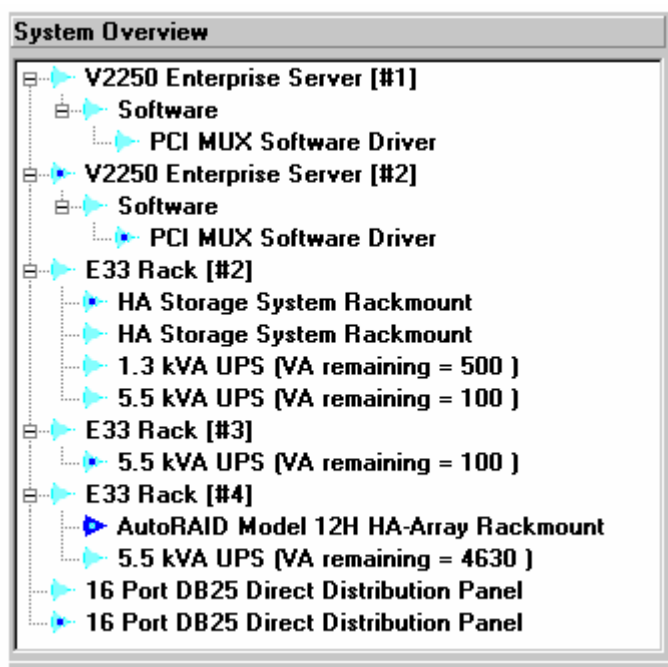 System Overview
V2250 Enterprise Server [#1]
Software
PCI MUX Software Driver
V2250 Enterprise Server [#2]
Software
PCI MUX Software Driver
E33 Rack [#2]
HA Storage System Rackmount
HA Storage System Rackmount
1.3 kVA UPS (VA remaining = 500 )
5.5 kVA UPS (VA remaining = 100 )
E33 Rack [#3]
5.5 kVA UPS (VA remaining = 100 )
E33 Rack [#4]
AutoRAID Model 12H HA-Array Rackmount
5.5 kVA UPS (VA remaining = 4630 )
16 Port DB25 Direct Distribution Panel
16 Port DB25 Direct Distribution Panel